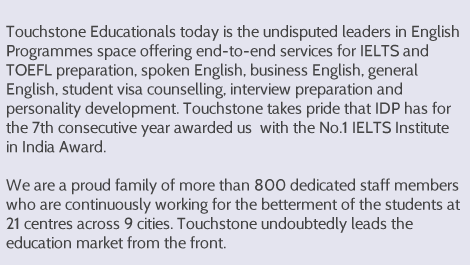 Touchstone Educationals today is the undisputed leaders in English
Programmes space offering end-to-end services for IELTS and
TOEFL preparation, spoken English, business English, general
English, student visa counselling, interview preparation and
personality development. Touchstone takes pride that IDP has for
the 7th consecutive year awarded us with the No.1 IELTS Institute
in India Award.
We are a proud family of more than 800 dedicated staff members
who are continuously working for the betterment of the students at
21 centres across 9 cities. Touchstone undoubtedly leads the
education market from the front.